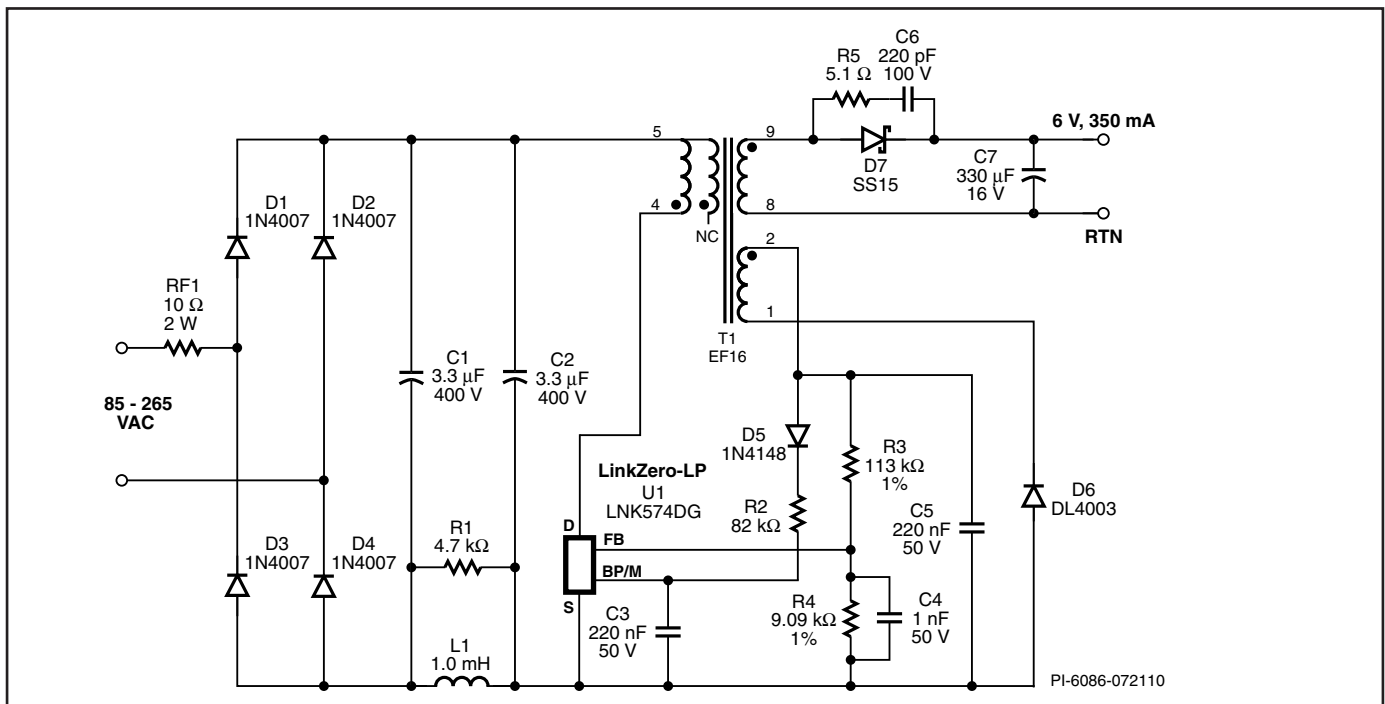 C6
220 pF
100 V
R5
5.1 Ω
5
9
6 V, 350 mA
D7
SS15
C7
330 μF
16 V
D1
1N4007
D2
1N4007
4
NC
8
RTN
2
RF1
10 Ω
2 W
1
T1
EF16
C1
3.3 μF
400 V
C2
3.3 μF
400 V
85 - 265
VAC
D5
1N4148
R3
113 kΩ
1%
LinkZero-LP
U1
LNK574DG
D6
DL4003
R2
82 kΩ
C5
220 nF
50 V
D
FB
R1
4.7 kΩ
D3
1N4007
D4
1N4007
BP/M
S
C3
220 nF
50 V
R4
9.09 kΩ
1%
C4
1 nF
50 V
L1
1.0 mH
PI-6086-072110